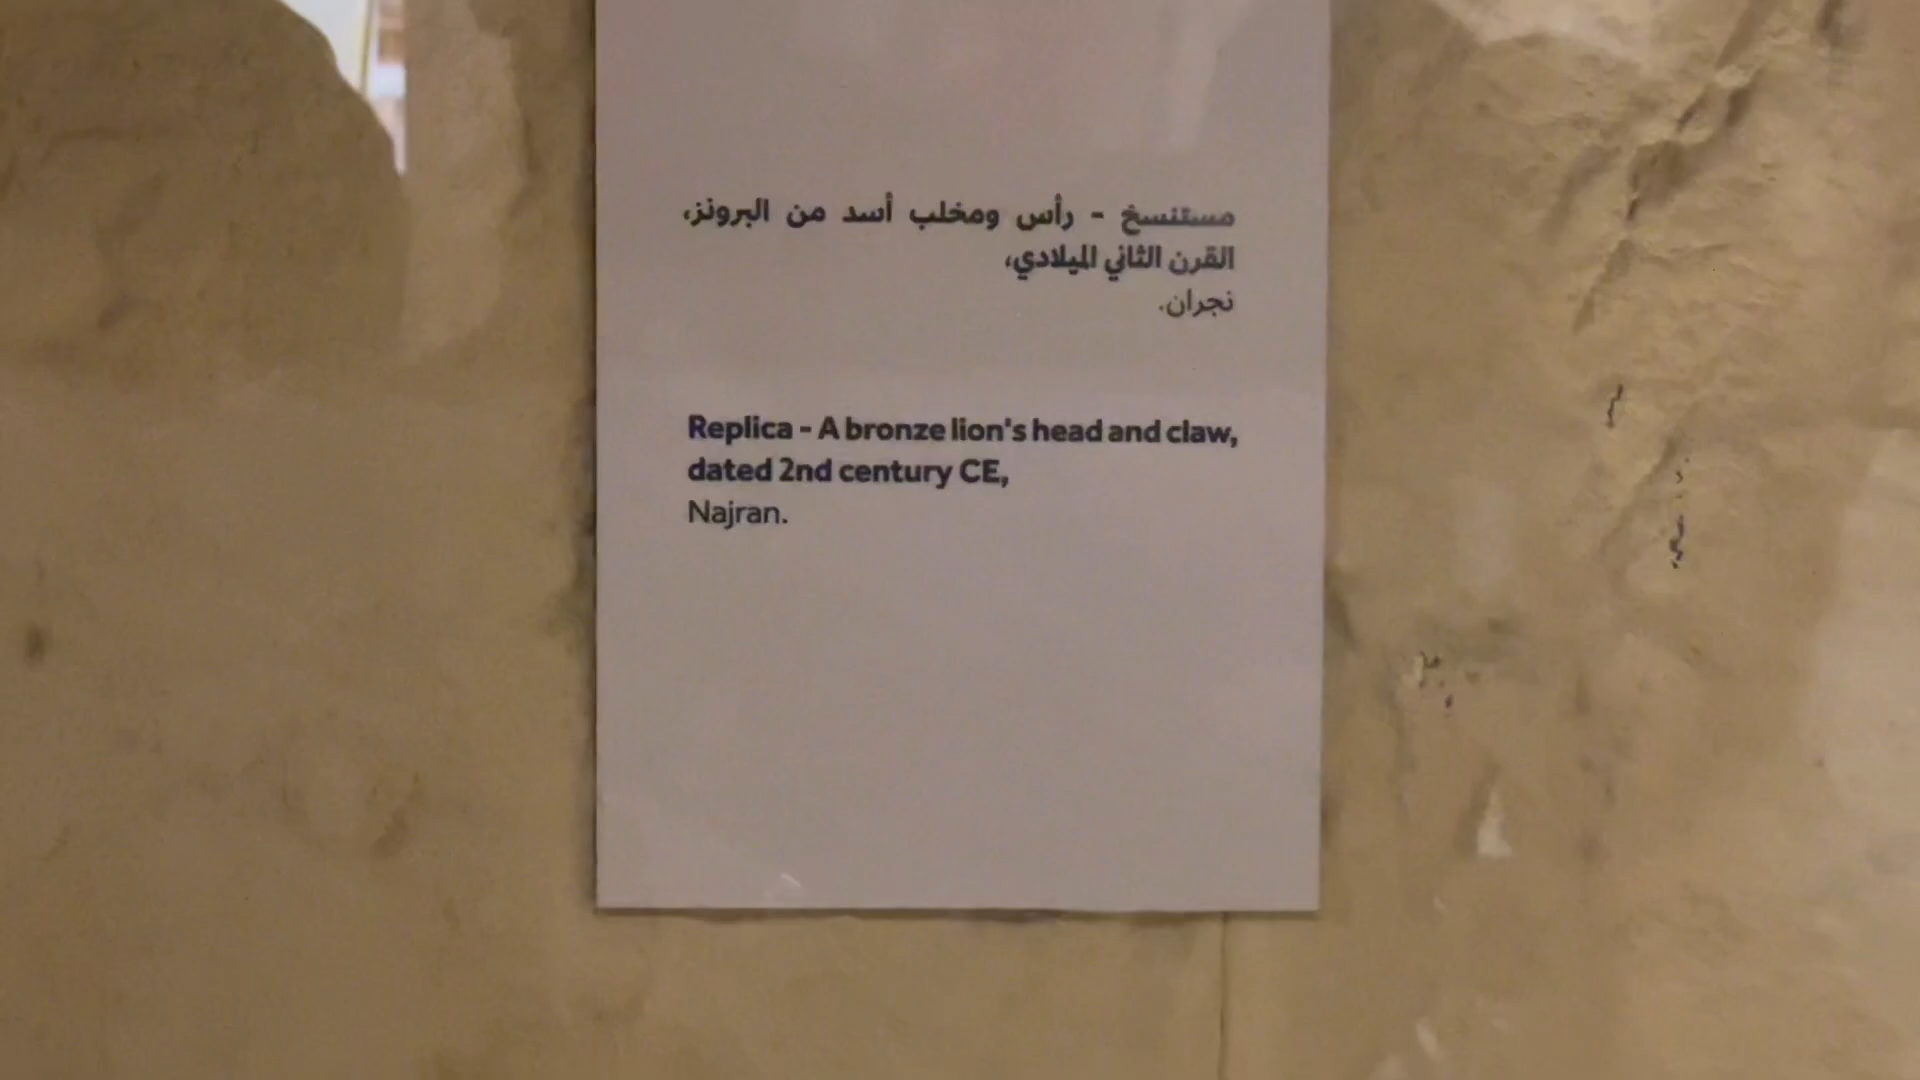 مستنسخ - رأس ومخلب أسد من البرونز،
القرن الثاني الميلادي،
نجران.
Replica - A bronze lion's head and claw,
dated 2nd century CE,
Najran.